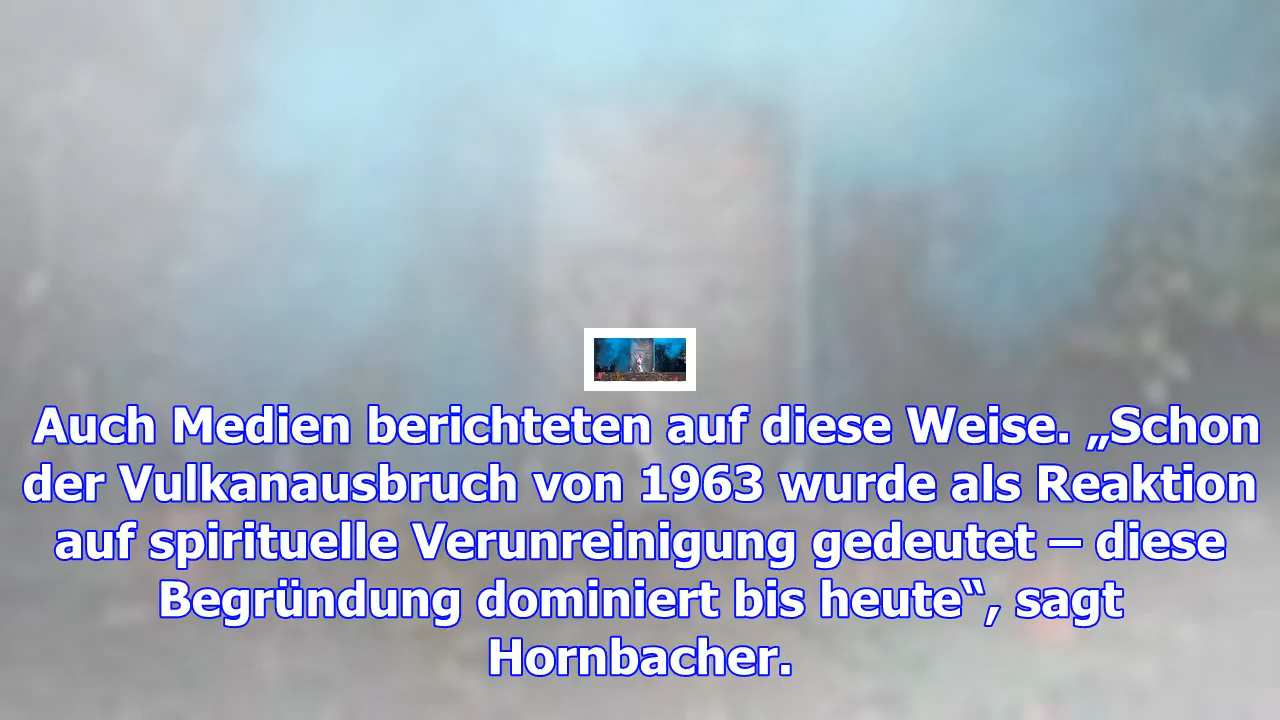 Auch Medien berichteten auf diese Weise. „Schon
der Vulkanausbruch von 1963 wurde als Reaktion
auf spirituelle Verunreinigung gedeutet – diese
Begründung dominiert bis heute“, sagt
Hornbacher.